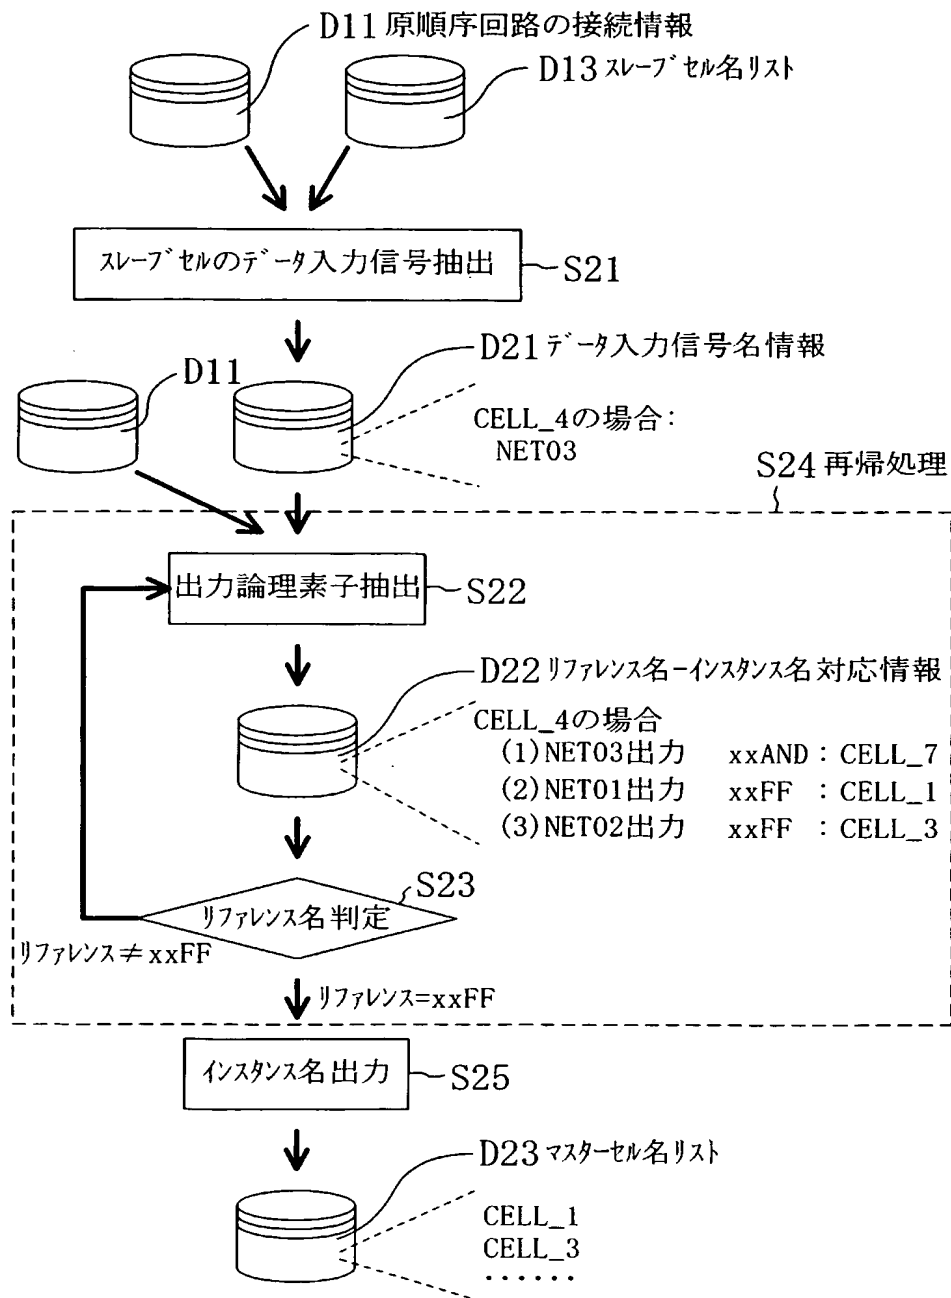 D11 原順序回路の接続情報
D13 ｽﾚｰﾌﾞｾﾙ名ﾘｽﾄ
ｽﾚｰﾌﾞｾﾙのﾃﾞｰﾀ入力信号抽出
S21
D21 ﾃﾞｰﾀ入力信号名情報
D11
CELL_4の場合:
NET03
S24 再帰処理
出力論理素子抽出
S22
D22 ﾘﾌｧﾚﾝｽ名-ｲﾝｽﾀﾝｽ名対応情報
CELL_4の場合
(1)NET03出力 xxAND : CELL_7
(2)NET01出力 xxFF : CELL_1
(3)NET02出力 xxFF : CELL_3
S23
ﾘﾌｧﾚﾝｽ名判定
ﾘﾌｧﾚﾝｽ≠xxFF
ﾘﾌｧﾚﾝｽ=xxFF
ｲﾝｽﾀﾝｽ名出力
S25
D23 ﾏｽﾀｰｾﾙ名ﾘｽﾄ
CELL_1
CELL_3
······